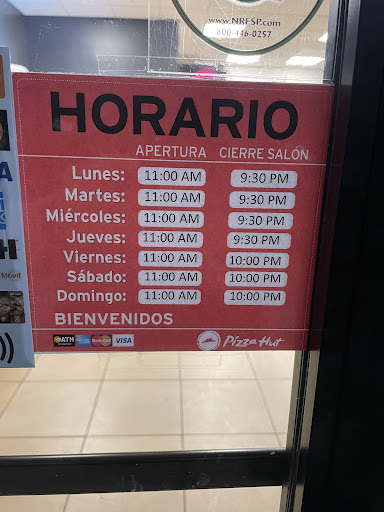 www.NRFSP.com
800-446-0257
HORARIO
APERTURA CIERRE SALÓN
Lunes: 11:00 AM 9:30 PM
Martes: 11:00 AM 9:30 PM
Miércoles: 11:00 AM 9:30 PM
Jueves: 11:00 AM 9:30 PM
Viernes: 11:00 AM 10:00 PM
Sábado: 11:00 AM 10:00 PM
Domingo: 11:00 AM 10:00 PM
BIENVENIDOS
ATH VISA Pizza Hut
Móvil